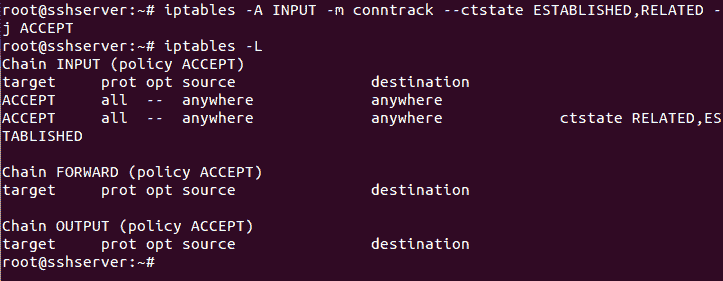 root@sshserver:~# iptables -A INPUT -m conntrack --ctstate ESTABLISHED,RELATED -
j ACCEPT
root@sshserver:~# iptables -L
Chain INPUT (policy ACCEPT)
target     prot opt source               destination
ACCEPT     all  --  anywhere             anywhere
ACCEPT     all  --  anywhere             anywhere             ctstate RELATED,ES
TABLISHED

Chain FORWARD (policy ACCEPT)
target     prot opt source               destination

Chain OUTPUT (policy ACCEPT)
target     prot opt source               destination
root@sshserver:~#